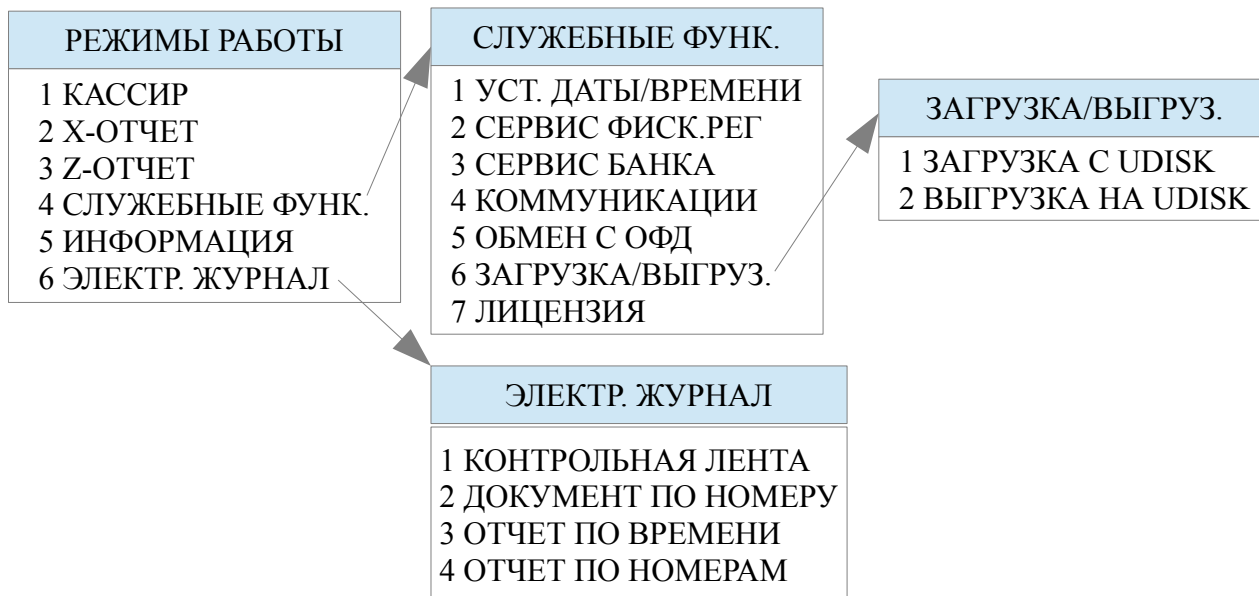 РЕЖИМЫ РАБОТЫ
1 КАССИР
2 X-ОТЧЕТ
3 Z-ОТЧЕТ
4 СЛУЖЕБНЫЕ ФУНК.
5 ИНФОРМАЦИЯ
6 ЭЛЕКТР. ЖУРНАЛ
СЛУЖЕБНЫЕ ФУНК.
1 УСТ. ДАТЫ/ВРЕМЕНИ
2 СЕРВИС ФИСК.РЕГ
3 СЕРВИС БАНКА
4 КОММУНИКАЦИИ
5 ОБМЕН С ОФД
6 ЗАГРУЗКА/ВЫГРУЗ.
7 ЛИЦЕНЗИЯ
ЗАГРУЗКА/ВЫГРУЗ.
1 ЗАГРУЗКА С UDISK
2 ВЫГРУЗКА НА UDISK
ЭЛЕКТР. ЖУРНАЛ
1 КОНТРОЛЬНАЯ ЛЕНТА
2 ДОКУМЕНТ ПО НОМЕРУ
3 ОТЧЕТ ПО ВРЕМЕНИ
4 ОТЧЕТ ПО НОМЕРАМ